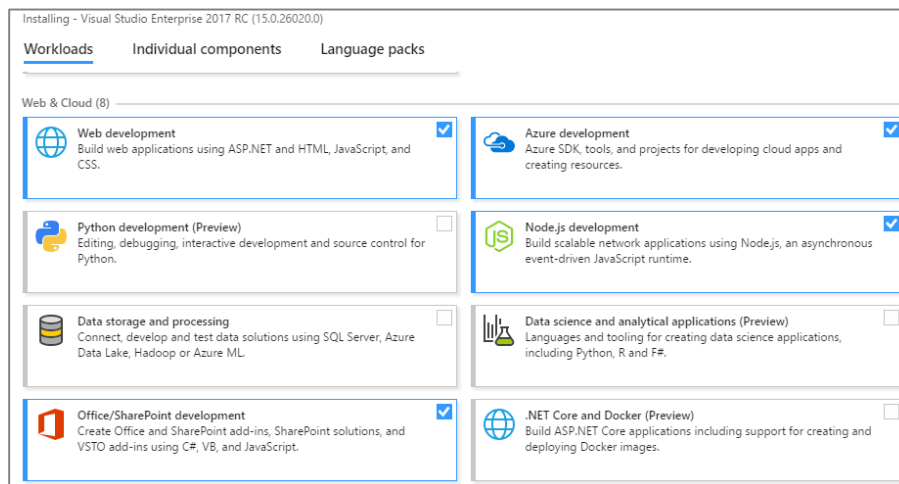 Installing - Visual Studio Enterprise 2017 RC (15.0.26020.0)
Workloads Individual components Language packs
Web & Cloud (8)
Web development
Build web applications using ASP.NET and HTML, JavaScript, and
CSS.
Azure development
Azure SDK, tools, and projects for developing cloud apps and
creating resources.
Python development (Preview)
Editing, debugging, interactive development and source control for
Python.
JS
Node.js development
Build scalable network applications using Node.js, an asynchronous
event-driven JavaScript runtime.
Data storage and processing
Connect, develop and test data solutions using SQL Server, Azure
Data Lake, Hadoop or Azure ML.
Data science and analytical applications (Preview)
Languages and tooling for creating data science applications,
including Python, R and F#.
Office/SharePoint development
Create Office and SharePoint add-ins, SharePoint solutions, and
VSTO add-ins using C#, VB, and JavaScript.
.NET Core and Docker (Preview)
Build ASP.NET Core applications including support for creating and
deploying Docker images.